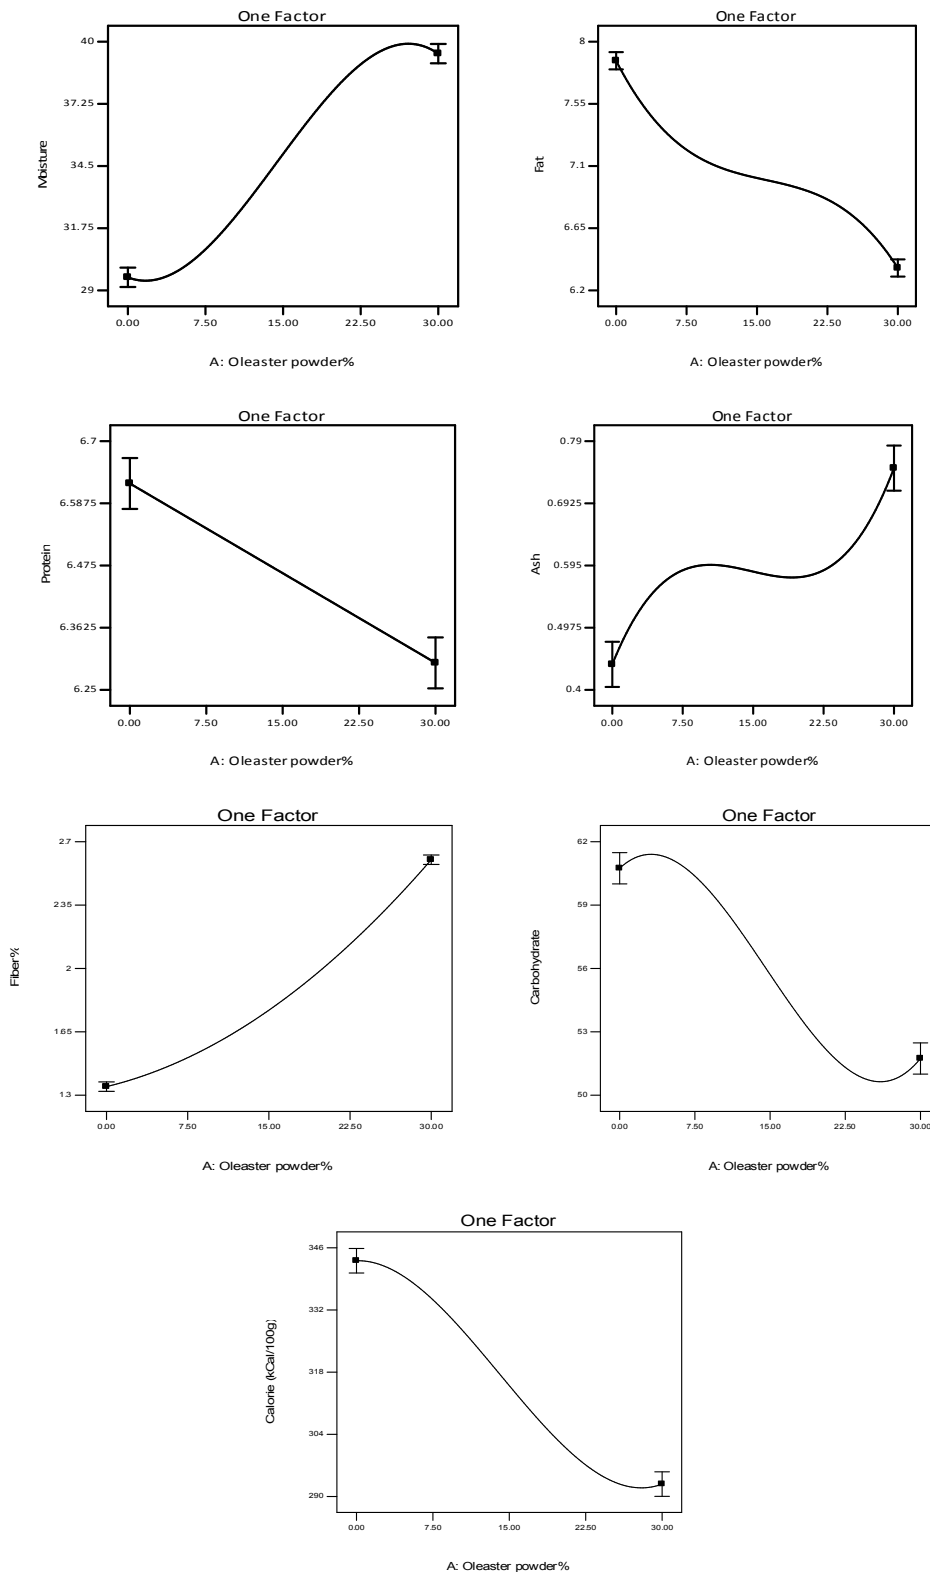 One Factor
Moisture
40
37.25
34.5
31.75
29
0.00 7.50 15.00 22.50 30.00
A: Oleaster powder%
One Factor
Fat
8
7.55
7.1
6.65
6.2
0.00 7.50 15.00 22.50 30.00
A: Oleaster powder%
One Factor
Protein
6.7
6.5875
6.475
6.3625
6.25
0.00 7.50 15.00 22.50 30.00
A: Oleaster powder%
One Factor
Ash
0.79
0.6925
0.595
0.4975
0.4
0.00 7.50 15.00 22.50 30.00
A: Oleaster powder%
One Factor
Fiber%
2.7
2.35
2
1.65
1.3
0.00 7.50 15.00 22.50 30.00
A: Oleaster powder%
One Factor
Carbohydrate
62
59
56
53
50
0.00 7.50 15.00 22.50 30.00
A: Oleaster powder%
One Factor
Calorie (kCal/100g)
346
332
318
304
290
0.00 7.50 15.00 22.50 30.00
A: Oleaster powder%